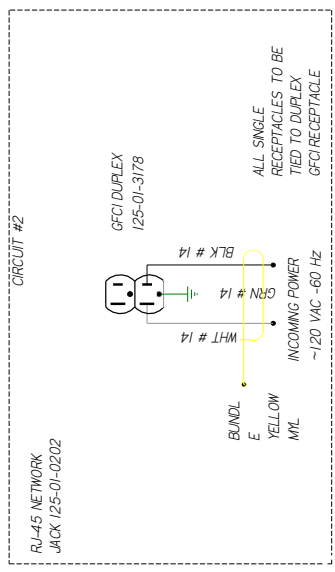 CIRCUIT #2
RJ-45 NETWORK
JACK 125-01-0202
GFCI DUPLEX
125-01-3178
ALL SINGLE
RECEPTACLES TO BE
TIED TO DUPLEX
GFCI RECEPTACLE
BLK # 14
GRN # 14
WHT # 14
INCOMING POWER
~120 VAC -60 Hz
BUNDL
E
YELLOW
MYL